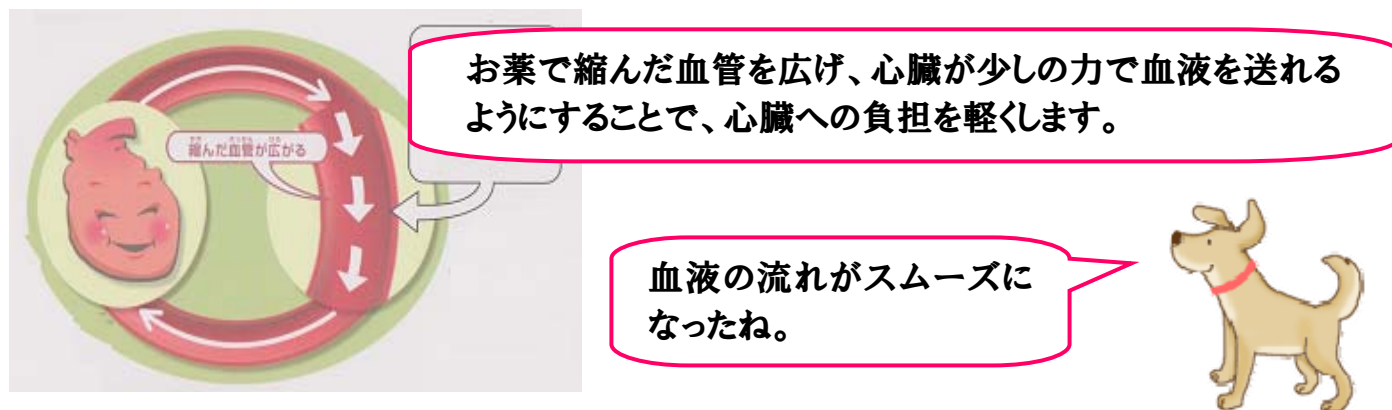 お薬で縮んだ血管を広げ、心臓が少しの力で血液を送れる
ようにすることで、心臓への負担を軽くします。
縮んだ血管が広がる
血液の流れがスムーズに
なったね。